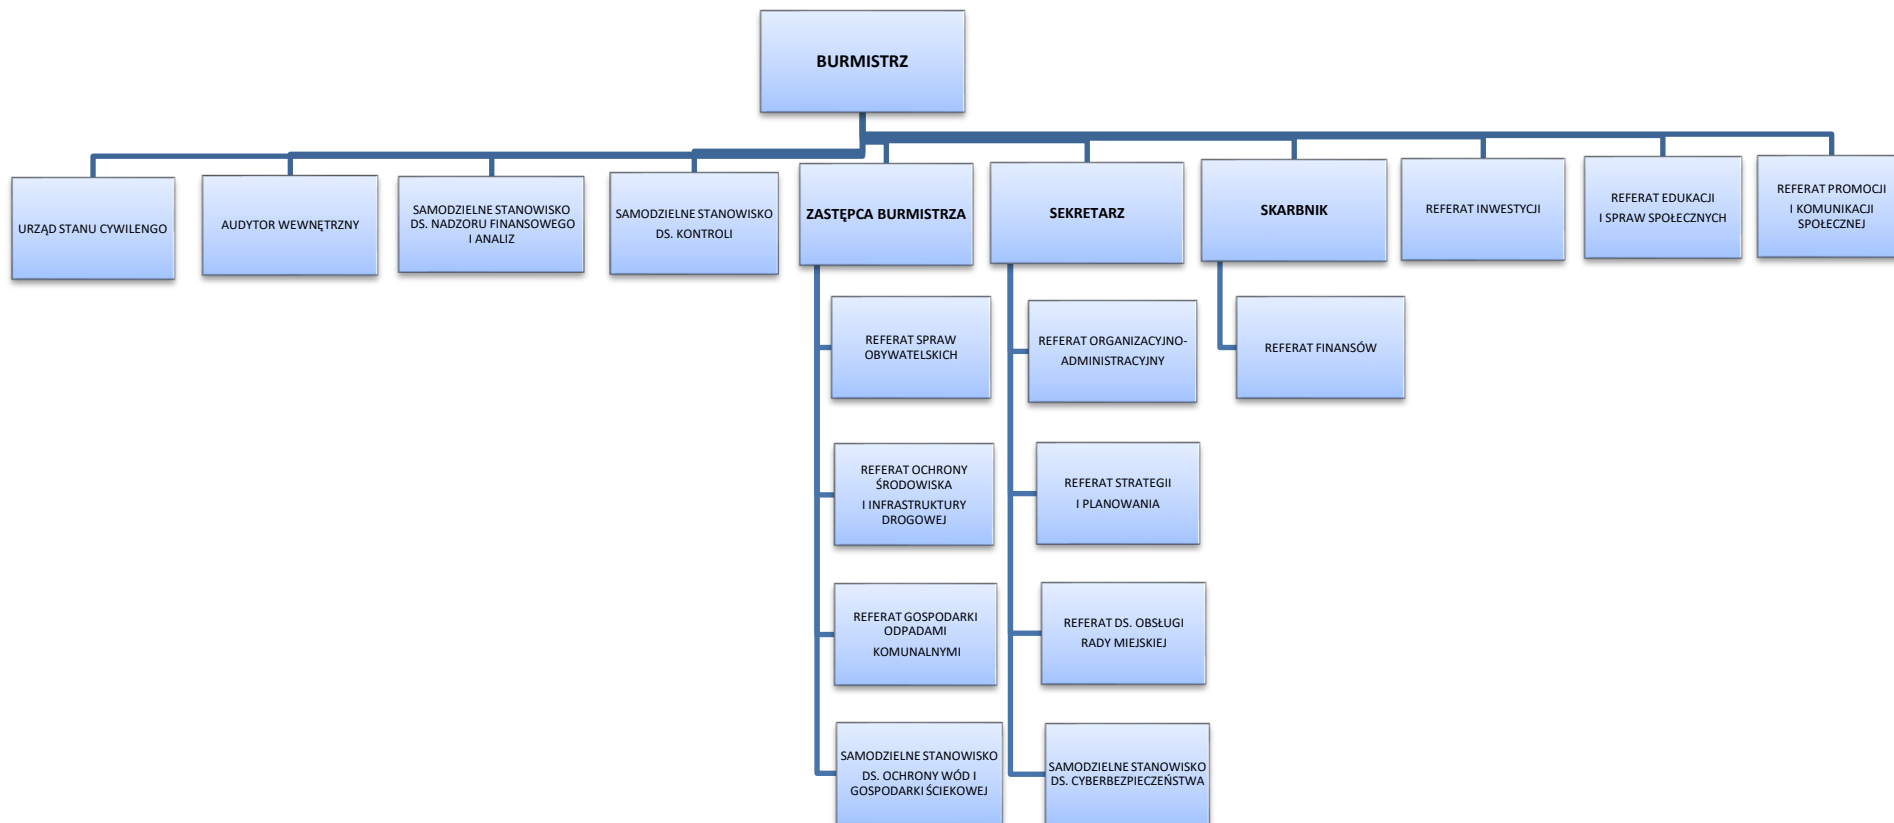 BURMISTRZ
URZĄD STANU CYWILENGO
AUDYTOR WEWNĘTRZNY
SAMODZIELNE STANOWISKO
DS. NADZORU FINANSOWEGO
I ANALIZ
SAMODZIELNE STANOWISKO
DS. KONTROLI
ZASTĘPCA BURMISTRZA
SEKRETARZ
SKARBNIK
REFERAT INWESTYCJI
REFERAT EDUKACJI
I SPRAW SPOŁECZNYCH
REFERAT PROMOCJI
I KOMUNIKACJI
SPOŁECZNEJ
REFERAT SPRAW
OBYWATELSKICH
REFERAT OCHRONY
ŚRODOWISKA
I INFRASTRUKTURY
DROGOWEJ
REFERAT GOSPODARKI
ODPADAMI
KOMUNALNYMI
SAMODZIELNE STANOWISKO
DS. OCHRONY WÓD I
GOSPODARKI ŚCIEKOWEJ
REFERAT ORGANIZACYJNO-
ADMINISTRACYJNY
REFERAT STRATEGII
I PLANOWANIA
REFERAT DS. OBSŁUGI
RADY MIEJSKIEJ
SAMODZIELNE STANOWISKO
DS. CYBERBEZPIECZEŃSTWA
REFERAT FINANSÓW